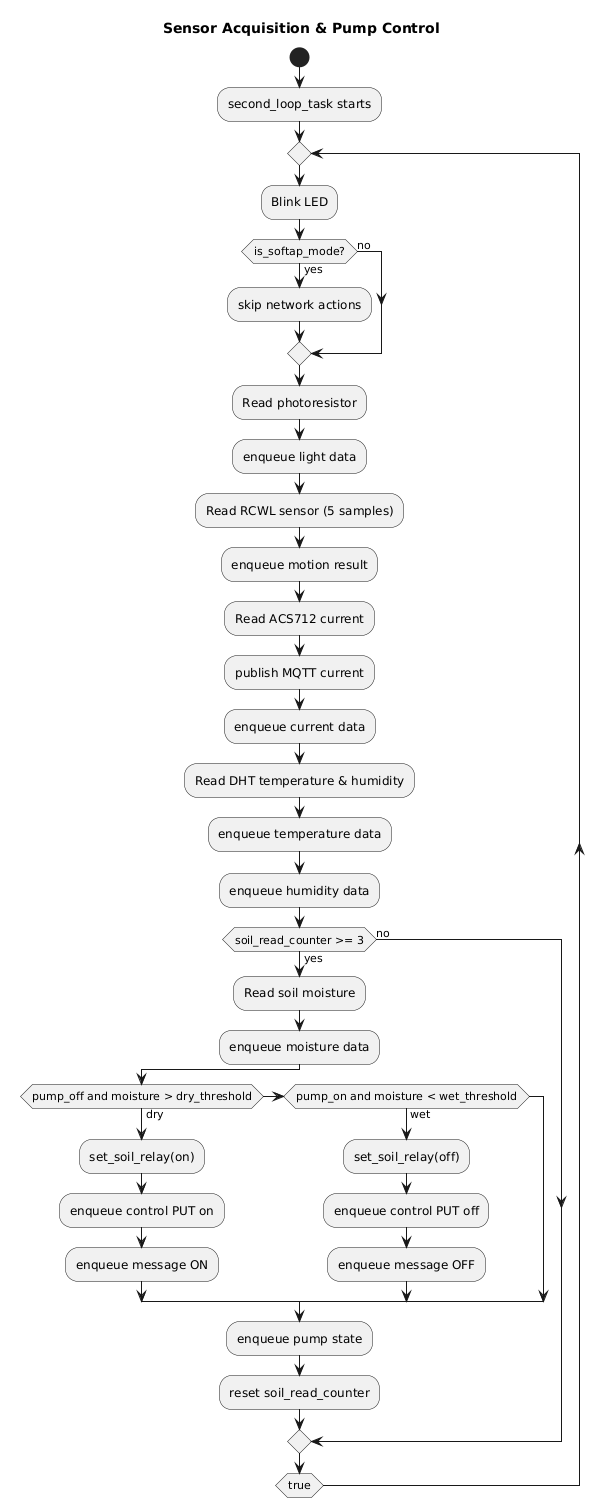 Sensor Acquisition & Pump Control
second_loop_task starts
Blink LED
is_softap_mode?
no
yes
skip network actions
Read photoresistor
enqueue light data
Read RCWL sensor (5 samples)
enqueue motion result
Read ACS712 current
publish MQTT current
enqueue current data
Read DHT temperature & humidity
enqueue temperature data
enqueue humidity data
soil_read_counter >= 3
no
yes
Read soil moisture
enqueue moisture data
pump_off and moisture > dry_threshold
dry
set_soil_relay(on)
enqueue control PUT on
enqueue message ON
pump_on and moisture < wet_threshold
wet
set_soil_relay(off)
enqueue control PUT off
enqueue message OFF
enqueue pump state
reset soil_read_counter
true